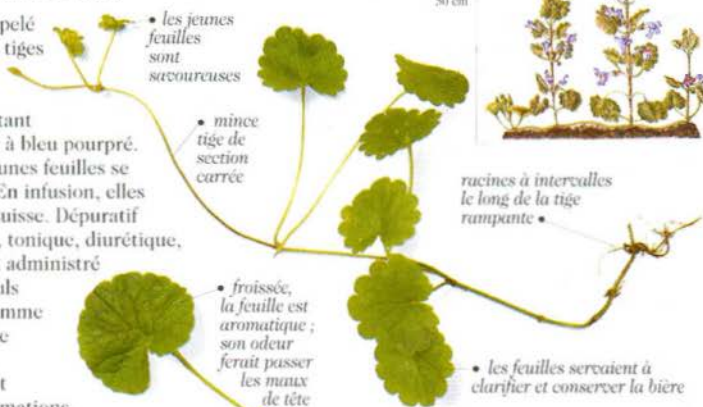 pelé
tiges
tant
à bleu pourpré.
unes feuilles se
En infusion, elles
uisse. Dépuratif
, tonique, diurétique,
administré
uls
mme
e
t
mations
• les jeunes
feuilles
sont
savoureuses
• mince
tige de
section
carrée
50 cm
racines à intervalles
le long de la tige
rampante •
• froissée,
la feuille est
aromatique ;
son odeur
ferait passer
les maux
de tête
• les feuilles servaient à
clarifier et conserver la bière